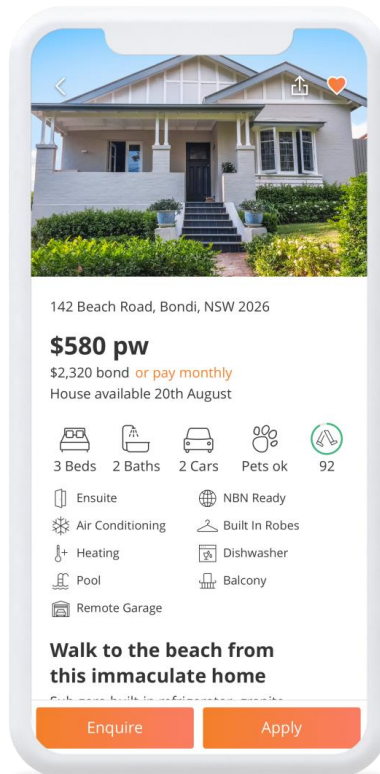 142 Beach Road, Bondi, NSW 2026
$580 pw
$2,320 bond or pay monthly
House available 20th August
3 Beds 2 Baths 2 Cars Pets ok 92
Ensuite NBN Ready
Air Conditioning Built In Robes
Heating Dishwasher
Pool Balcony
Remote Garage
Walk to the beach from
this immaculate home
Enquire Apply